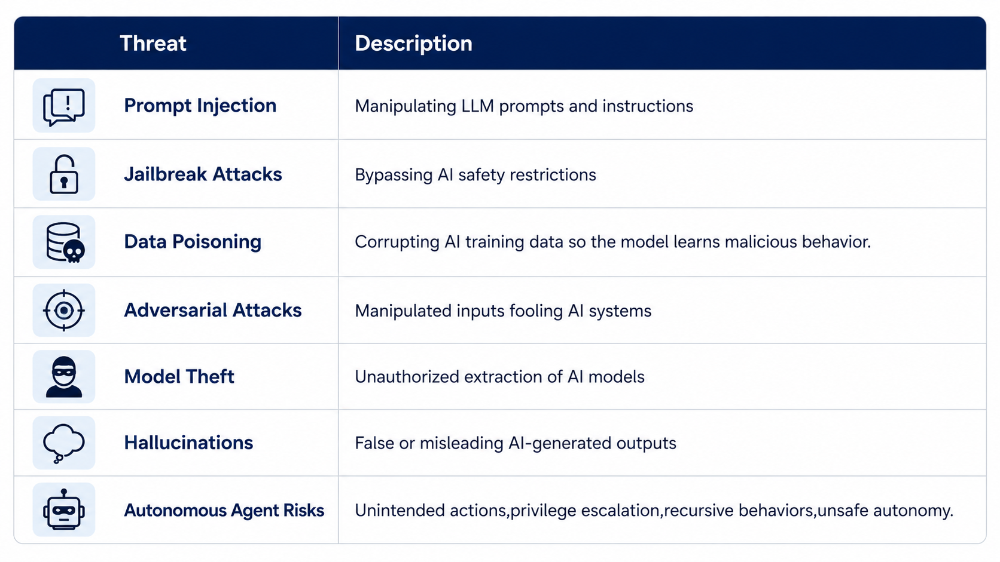 Threat
Description
Prompt Injection
Manipulating LLM prompts and instructions
Jailbreak Attacks
Bypassing AI safety restrictions
Data Poisoning
Corrupting AI training data so the model learns malicious behavior.
Adversarial Attacks
Manipulated inputs fooling AI systems
Model Theft
Unauthorized extraction of AI models
Hallucinations
False or misleading AI-generated outputs
Autonomous Agent Risks
Unintended actions,privilege escalation,recursive behaviors,unsafe autonomy.